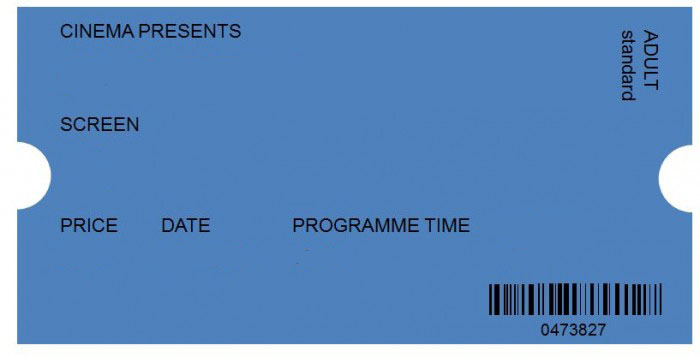 CINEMA PRESENTS
ADULT
standard
SCREEN
PRICE DATE PROGRAMME TIME
0473827